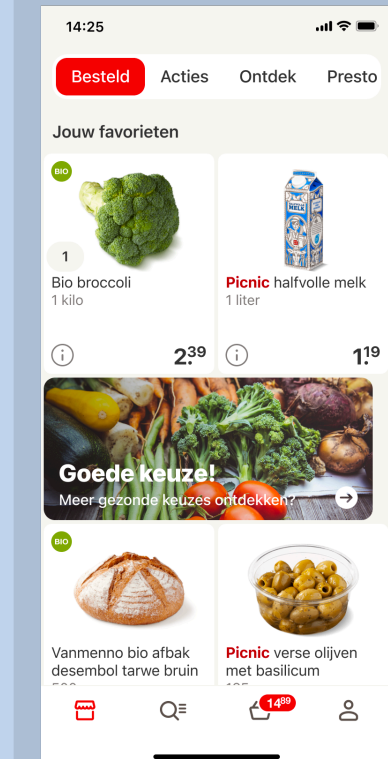 14:25
Besteld Acties Ontdek Presto
Jouw favorieten
BIO
MELK
1
Bio broccoli
1 kilo
2.39
Picnic halfvolle melk
1 liter
1.19
Goede keuze!
Meer gezonde keuzes ontdekken?
BIO
Vanmenno bio afbak
desembol tarwe bruin
Picnic verse olijven
met basilicum
14.89